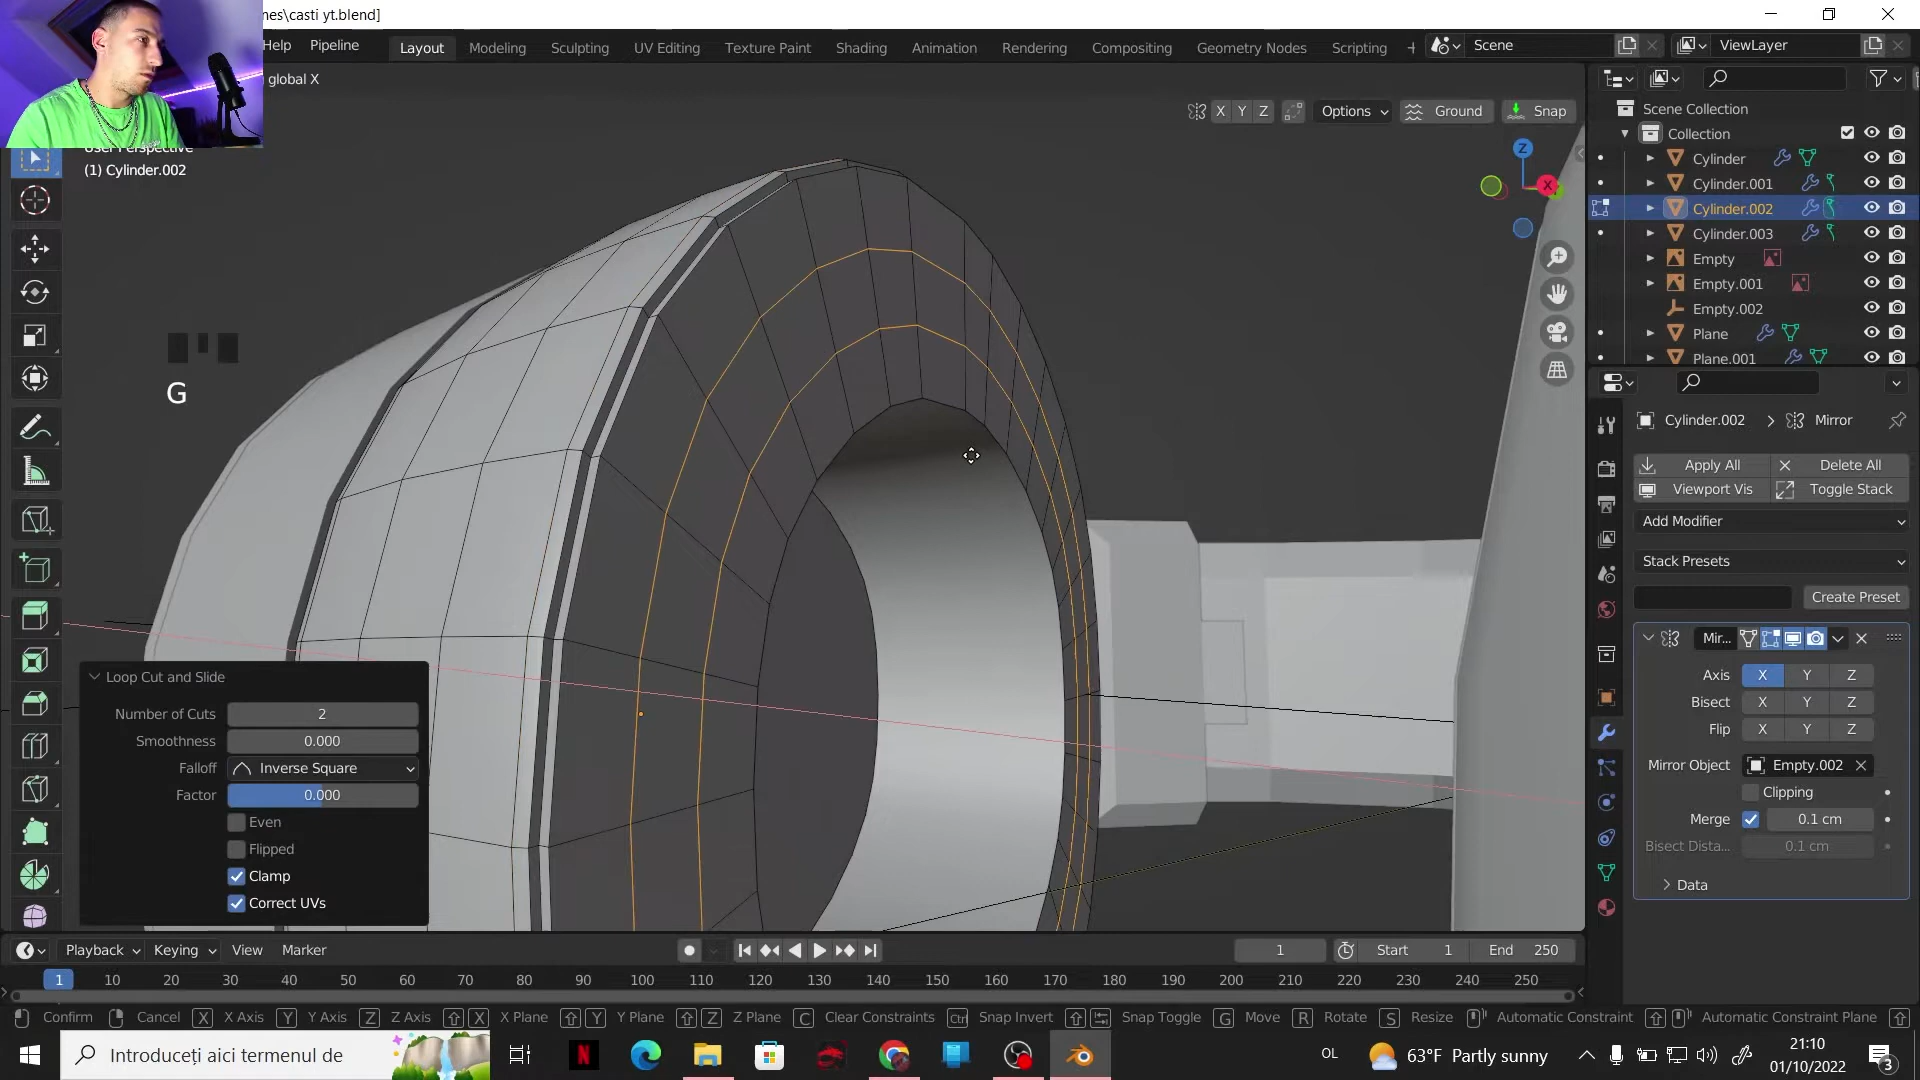 nes\casti yt.blend]
Help Pipeline Layout Modeling Sculpting UV Editing Texture Paint Shading Animation Rendering Compositing Geometry Nodes Scripting + Scene ViewLayer
global X
X Y Z Options Ground Snap
User Perspective
(1) Cylinder.002
G
Z
X
Loop Cut and Slide
Number of Cuts 2
Smoothness 0.000
Falloff Inverse Square
Factor 0.000
Even
Flipped
Clamp
Correct UVs
Scene Collection
Collection
Cylinder
Cylinder.001
Cylinder.002
Cylinder.003
Empty
Empty.001
Empty.002
Plane
Plane.001
Cylinder.002 > Mirror
Apply All Delete All
Viewport Vis Toggle Stack
Add Modifier
Stack Presets
Create Preset
Mir...
Axis X Y Z
Bisect X Y Z
Flip X Y Z
Mirror Object Empty.002
Clipping
Merge 0.1 cm
Bisect Dista... 0.1 cm
Data
Playback Keying View Marker 1 Start 1 End 250
1 10 20 30 40 50 60 70 80 90 100 110 120 130 140 150 160 170 180 190 200 210 220 230 240 250
Confirm Cancel X X Axis Y Y Axis Z Z Axis X X Plane Y Y Plane Z Z Plane C Clear Constraints Ctrl Snap Invert Snap Toggle G Move R Rotate S Resize Automatic Constraint Automatic Constraint Plane
Introduceți aici termenul de
N
OL
63°F Partly sunny
21:10
01/10/2022
3